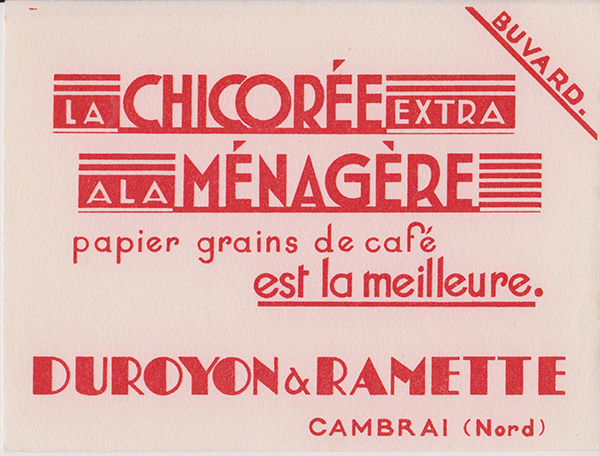 BUVARD.
LA CHICORÉE EXTRA
A LA MÉNAGÈRE
papier grains de café
est la meilleure.
DUROYON & RAMETTE
CAMBRAI (Nord)